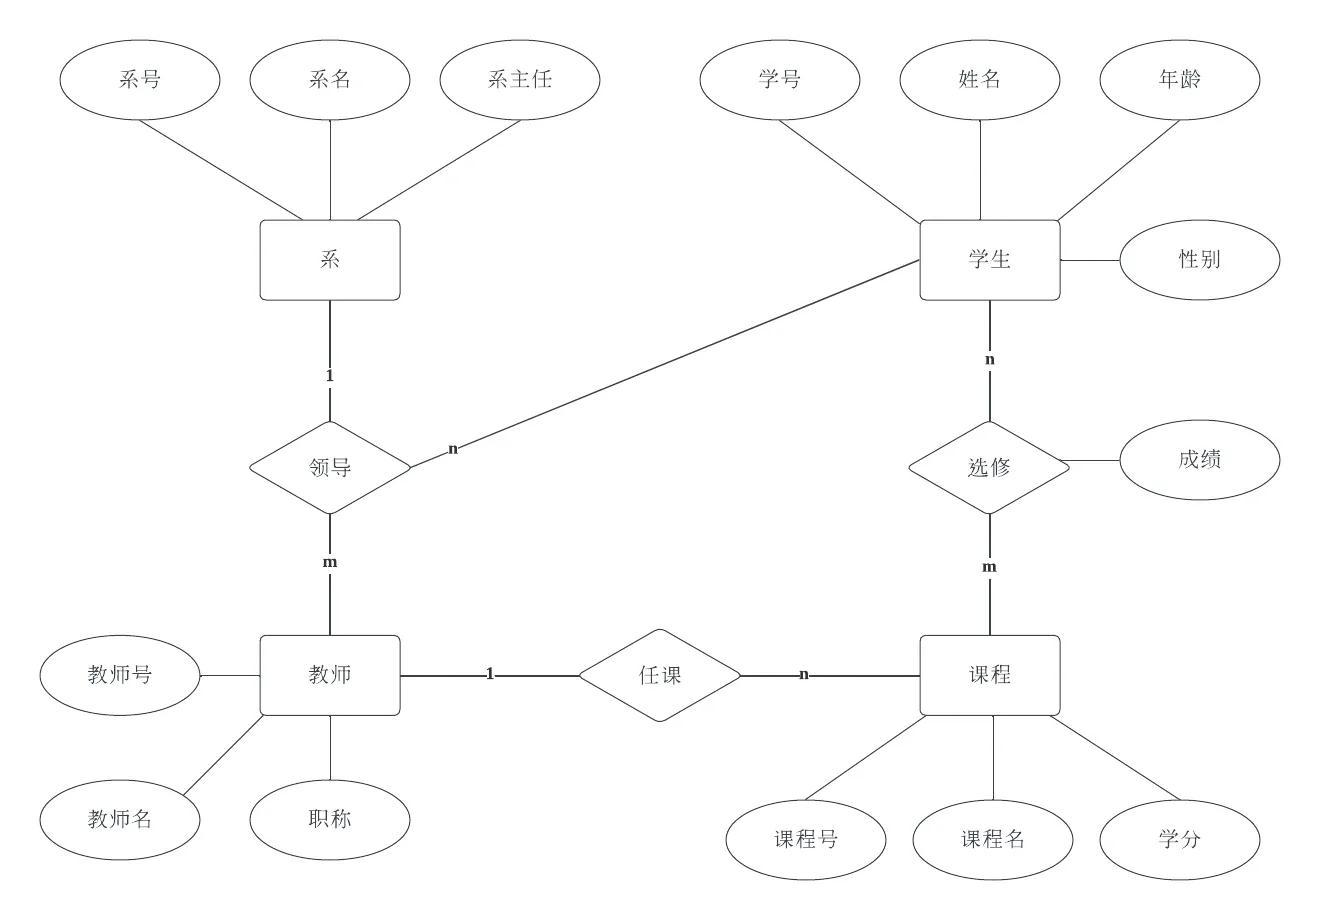 系号
系名
系主任
学号
姓名
年龄
系
学生
性别
1
n
n
领导
选修
成绩
m
m
教师号
教师
1
任课
n
课程
教师名
职称
课程号
课程名
学分